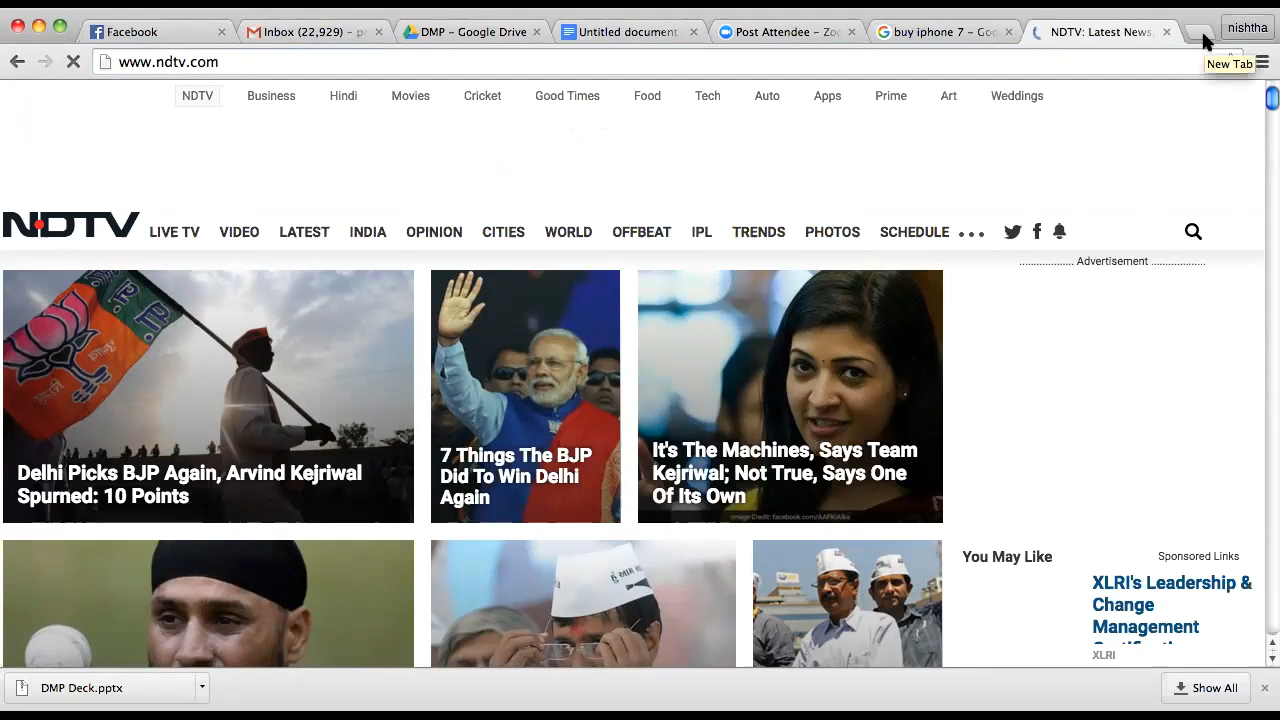 Facebook
Inbox (22,929) – p
DMP – Google Drive
Untitled document
Post Attendee – Zo
buy iphone 7 – Go
NDTV: Latest News,
nishtha
www.ndtv.com
New Tab
NDTV Business Hindi Movies Cricket Good Times Food Tech Auto Apps Prime Art Weddings
NDTV LIVE TV VIDEO LATEST INDIA OPINION CITIES WORLD OFFBEAT IPL TRENDS PHOTOS SCHEDULE
Advertisement
Delhi Picks BJP Again, Arvind Kejriwal
Spurned: 10 Points
7 Things The BJP
Did To Win Delhi
Again
It's The Machines, Says Team
Kejriwal; Not True, Says One
Of Its Own
Image Credit: facebook.com/AAPKiAlka
You May Like
Sponsored Links
XLRI's Leadership &
Change
Management
XLRI
DMP Deck.pptx
Show All